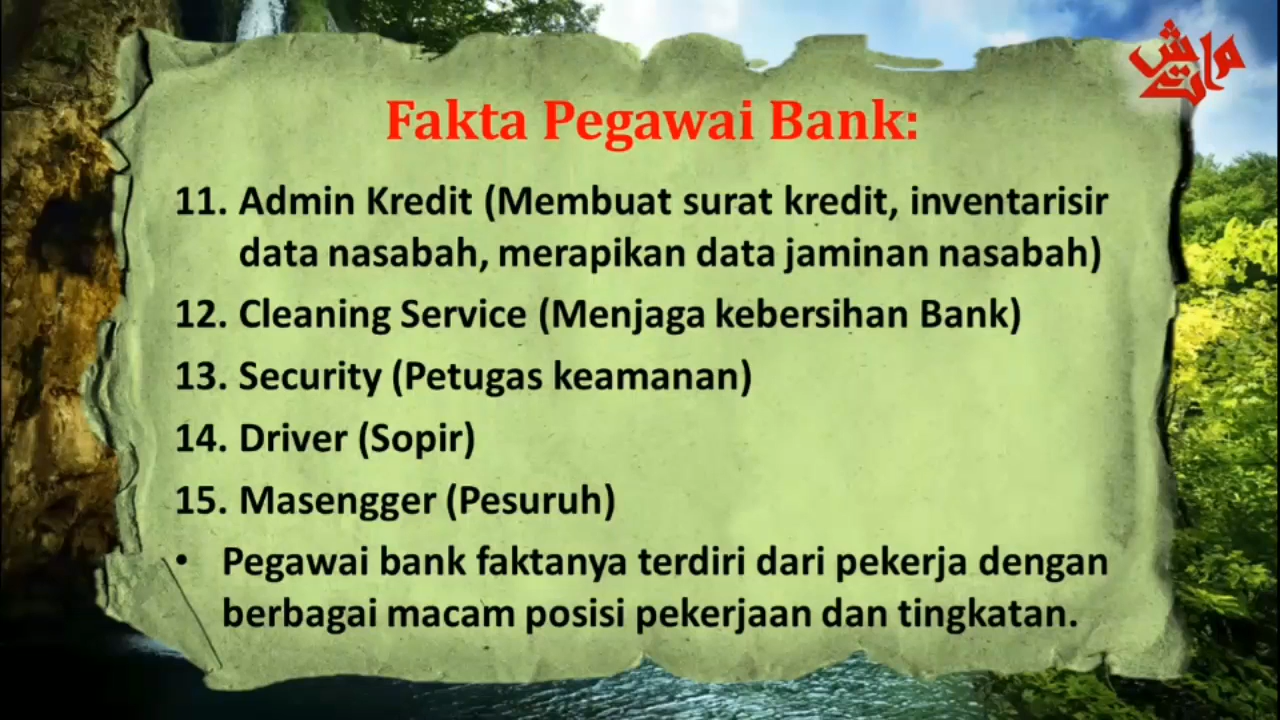 Fakta Pegawai Bank:
11. Admin Kredit (Membuat surat kredit, inventarisir
data nasabah, merapikan data jaminan nasabah)
12. Cleaning Service (Menjaga kebersihan Bank)
13. Security (Petugas keamanan)
14. Driver (Sopir)
15. Masengger (Pesuruh)
• Pegawai bank faktanya terdiri dari pekerja dengan
berbagai macam posisi pekerjaan dan tingkatan.